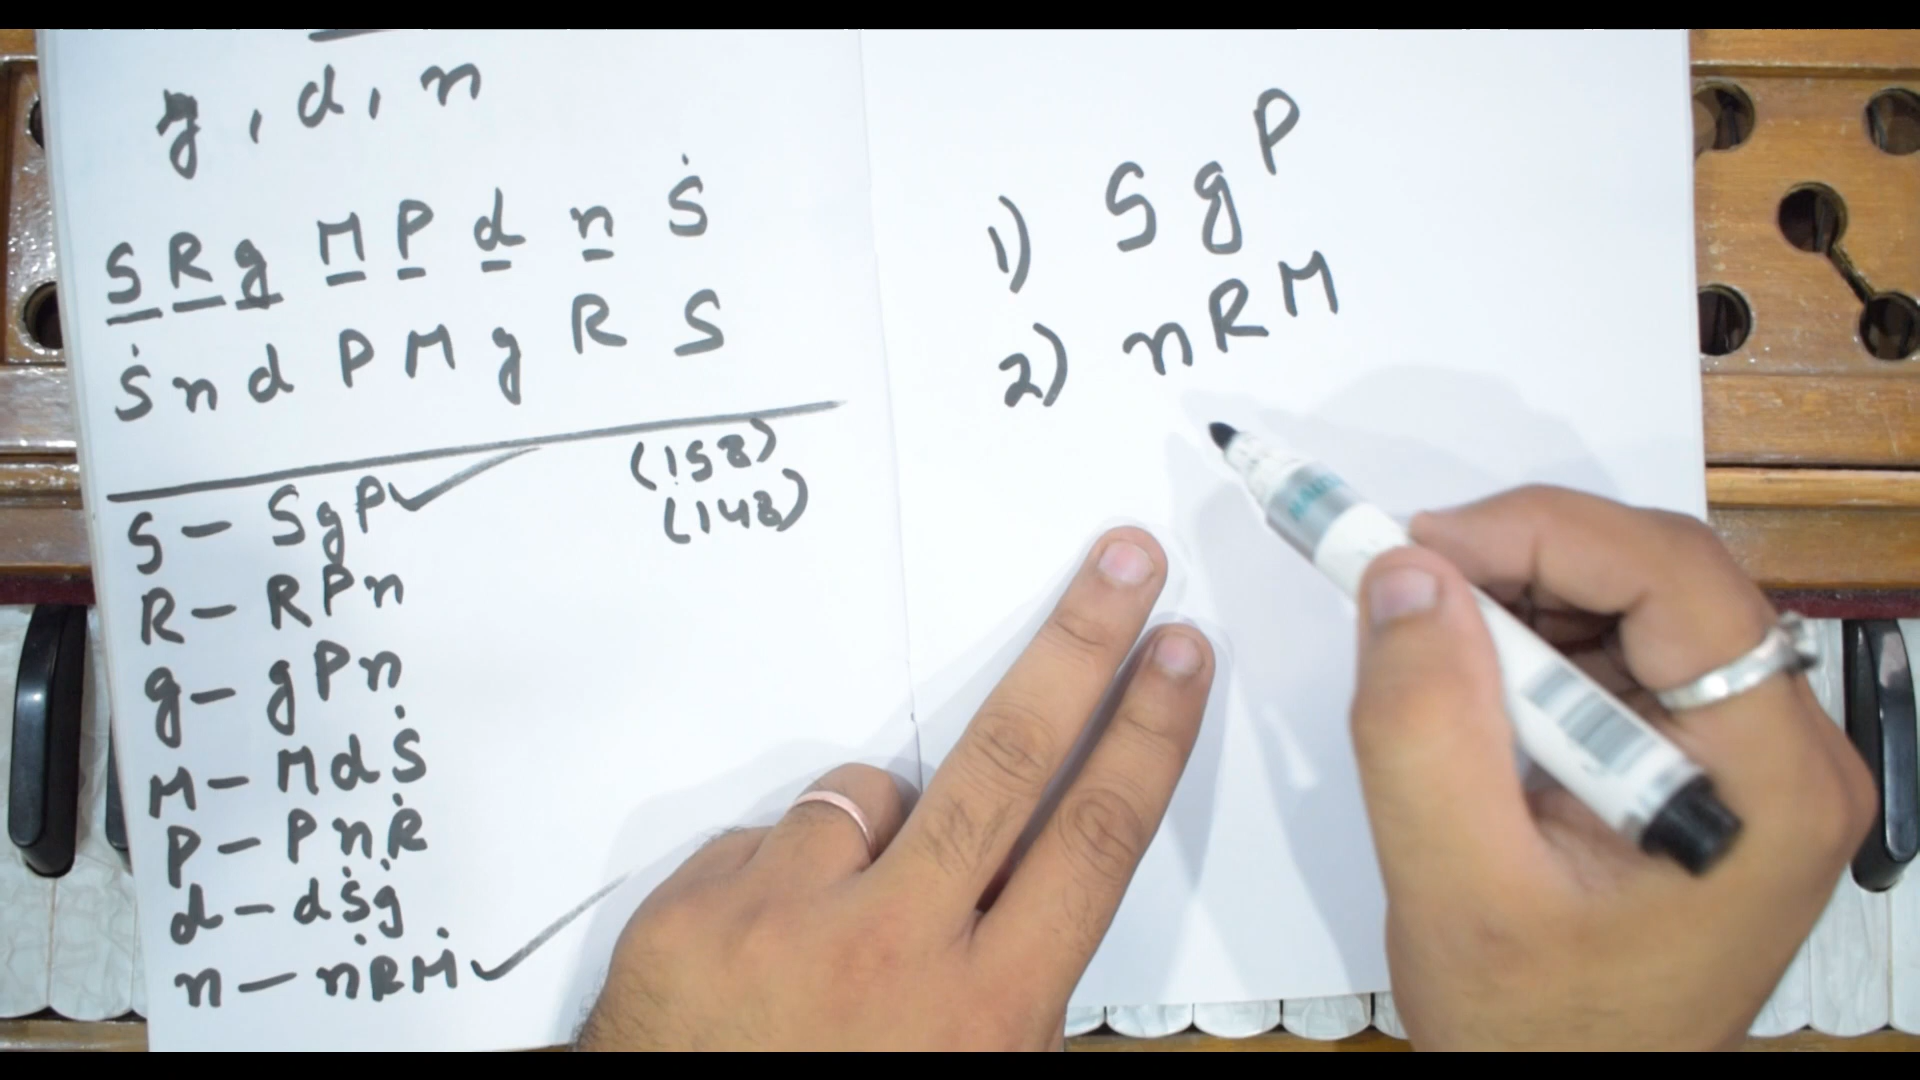 g, d, n
S R g M P d n Ṡ
Ṡ n d P M g R S
(158)
(148)
S - S g P ✓
R - R P n
g - g P n
M - M d Ṡ
P - P n Ṙ
d - d Ṡ ġ
n - n Ṙ Ṁ ✓
1) S g P
2) n R M